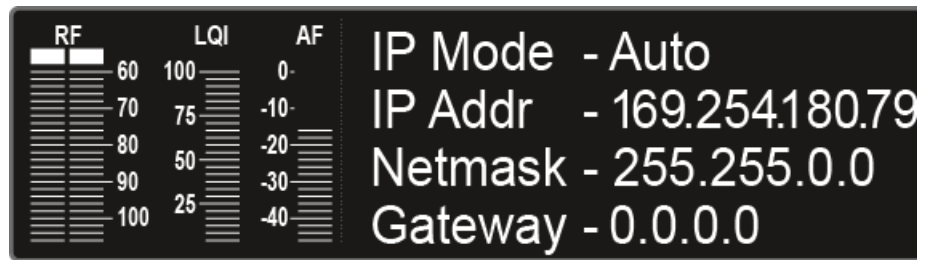 RF LQI AF
IP Mode - Auto
60 100 0
70 75 -10
IP Addr - 169.254.180.79
80 50 -20
Netmask - 255.255.0.0
90 25 -30
100 -40
Gateway - 0.0.0.0